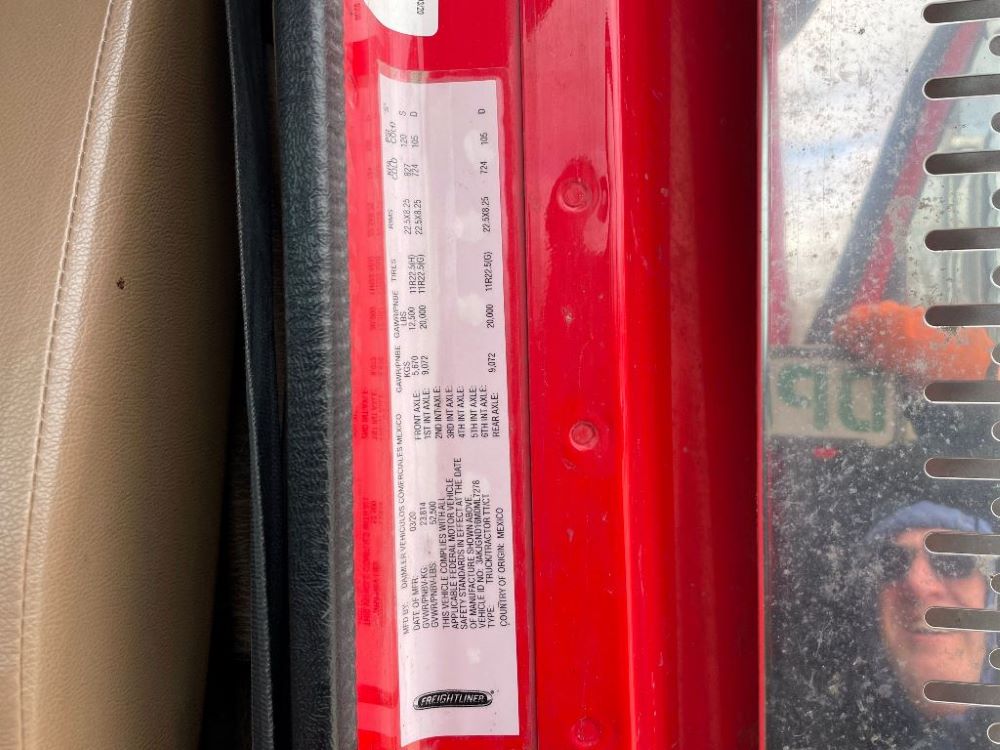 FREIGHTLINER
MFD BY: DAIMLER VEHICULOS COMERCIALES MEXICO
DATE OF MFR: 03/20
GVWR/PNBV-KG: 23,814
GVWR/PNBV-LBS: 52,500
THIS VEHICLE COMPLIES WITH ALL
APPLICABLE FEDERAL MOTOR VEHICLE
SAFETY STANDARDS IN EFFECT AT THE DATE
OF MANUFACTURE SHOWN ABOVE.
VEHICLE ID NO: 3AKJGND18MDML7278
TYPE: TRUCK/TRACTOR TT/CT
COUNTRY OF ORIGIN: MEXICO
GAWR/PNBE GAWR/PNBE TIRES RIMS
KGS LBS COLD COLD
FRONT AXLE: 5,670 12,500 11R22.5(H) 22.5X8.25 827 120 S
1ST INT AXLE: 9,072 20,000 11R22.5(G) 22.5X8.25 724 105 D
2ND INT AXLE:
3RD INT AXLE:
4TH INT AXLE:
5TH INT AXLE:
6TH INT AXLE:
REAR AXLE: 9,072 20,000 11R22.5(G) 22.5X8.25 724 105 D